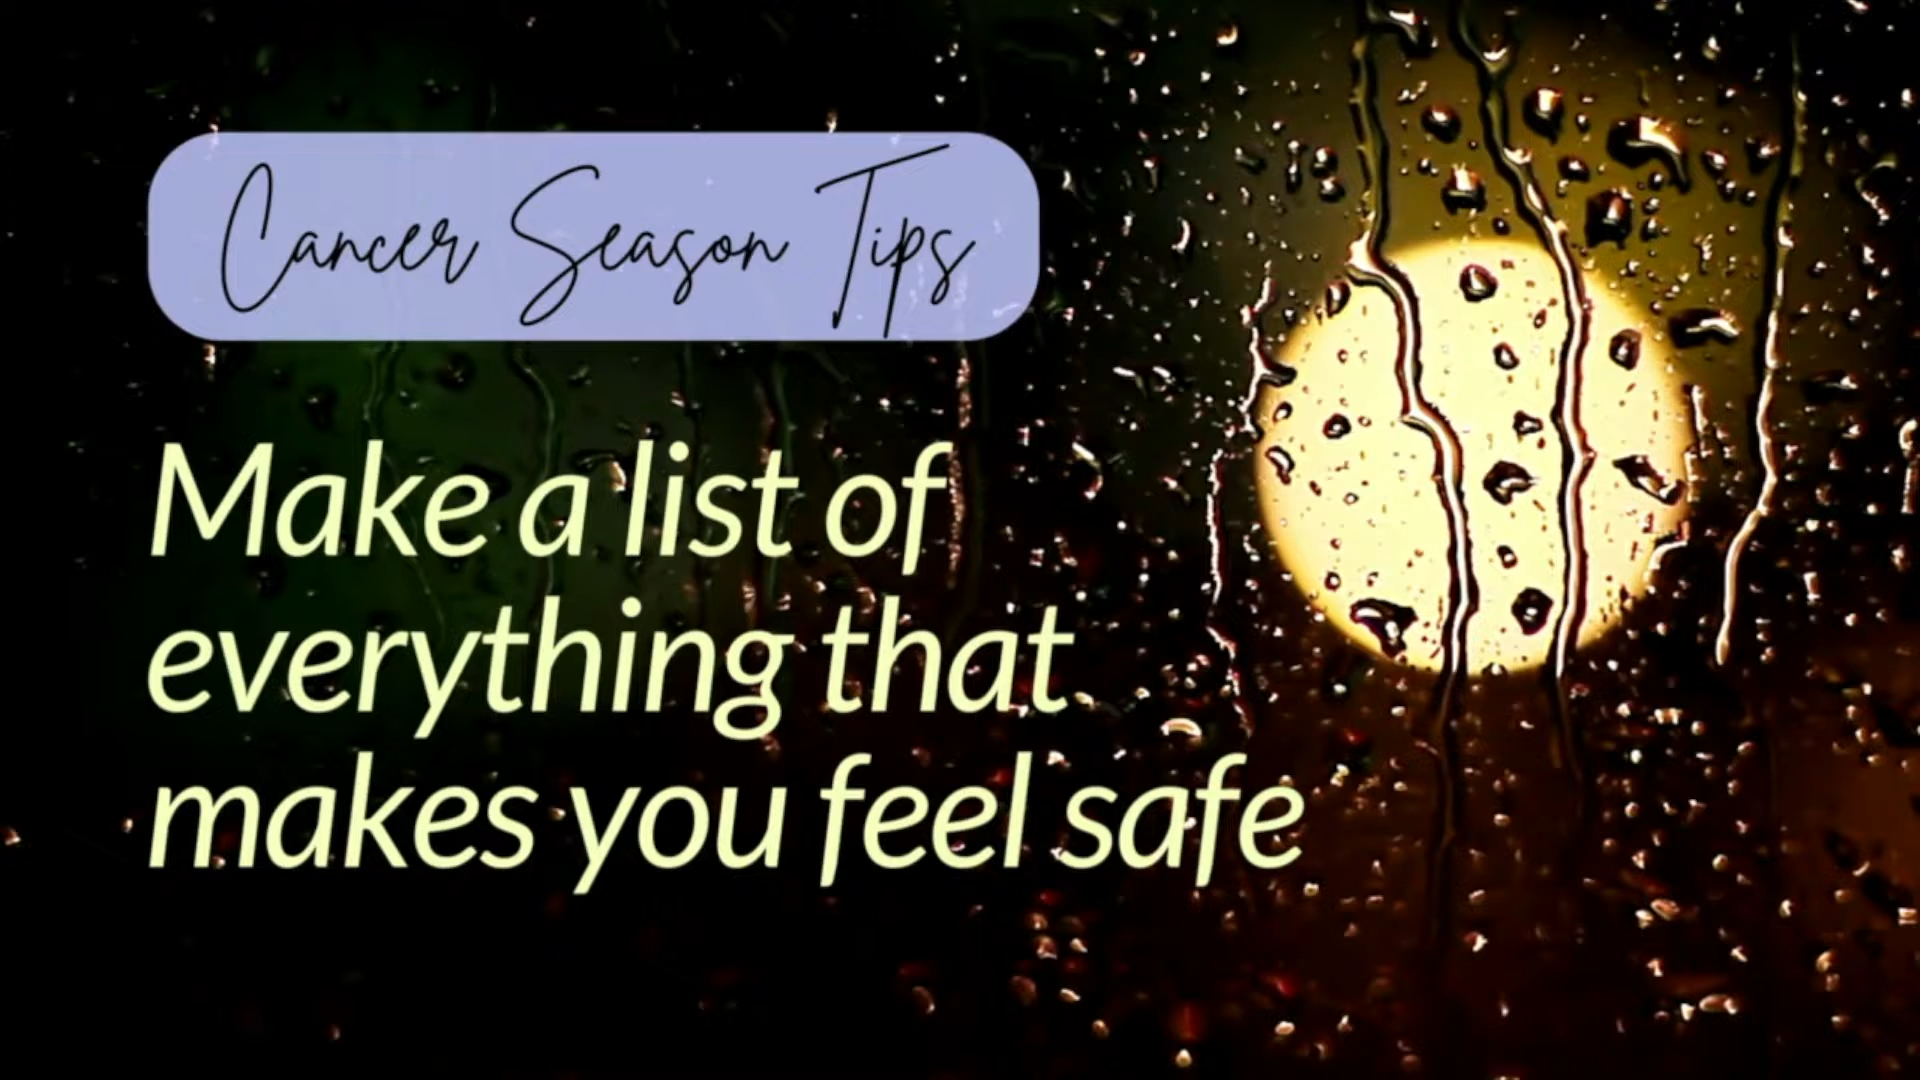 Cancer Season Tips
Make a list of
everything that
makes you feel safe